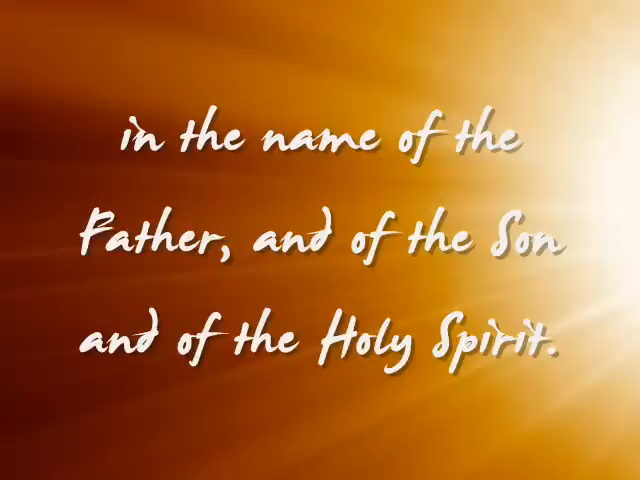 in the name of the
Father, and of the Son
and of the Holy Spirit.